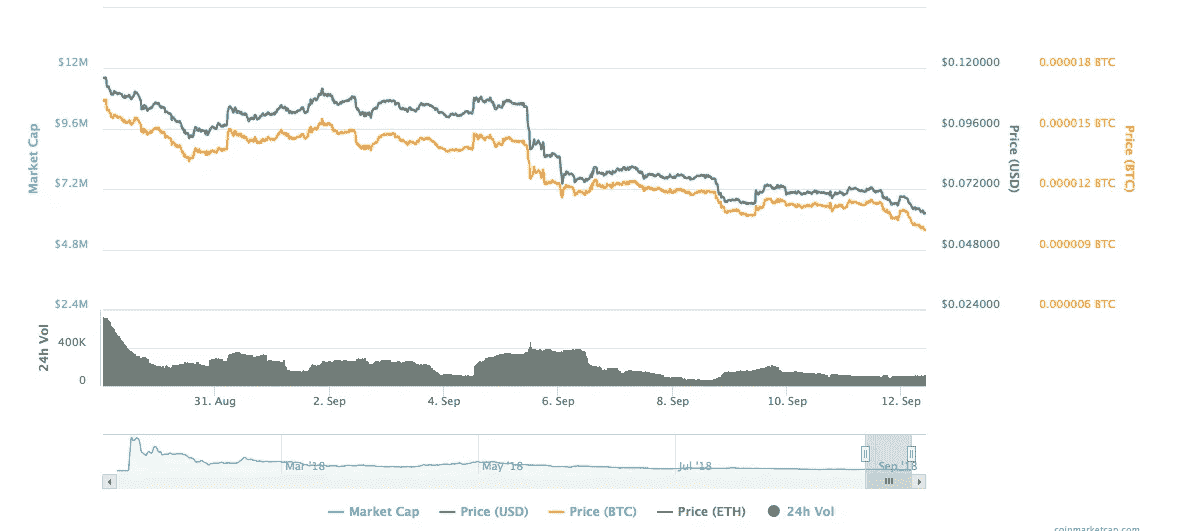 $12M $0.120000 0.000018 BTC
$9.6M $0.096000 0.000015 BTC
Market Cap
Price (USD)
Price (BTC)
$7.2M $0.072000 0.000012 BTC
$4.8M $0.048000 0.000009 BTC
$2.4M $0.024000 0.000006 BTC
24h Vol
400K
0
31. Aug 2. Sep 4. Sep 6. Sep 8. Sep 10. Sep 12. Sep
Mar '18 May '18 Jul '18 Sep '18
Market Cap Price (USD) Price (BTC) Price (ETH) 24h Vol
coinmarketcap.com